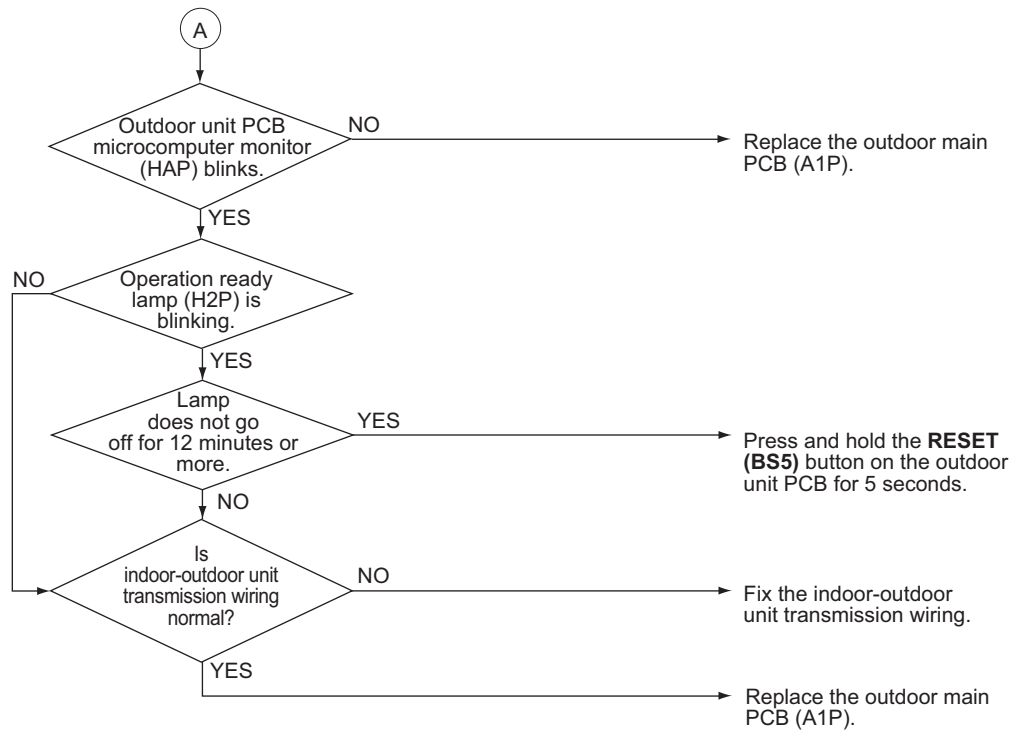 A
Outdoor unit PCB
microcomputer monitor
(HAP) blinks.
NO
Replace the outdoor main
PCB (A1P).
YES
NO
Operation ready
lamp (H2P) is
blinking.
YES
Lamp
does not go
off for 12 minutes or
more.
YES
Press and hold the RESET
(BS5) button on the outdoor
unit PCB for 5 seconds.
NO
Is
indoor-outdoor unit
transmission wiring
normal?
NO
Fix the indoor-outdoor
unit transmission wiring.
YES
Replace the outdoor main
PCB (A1P).